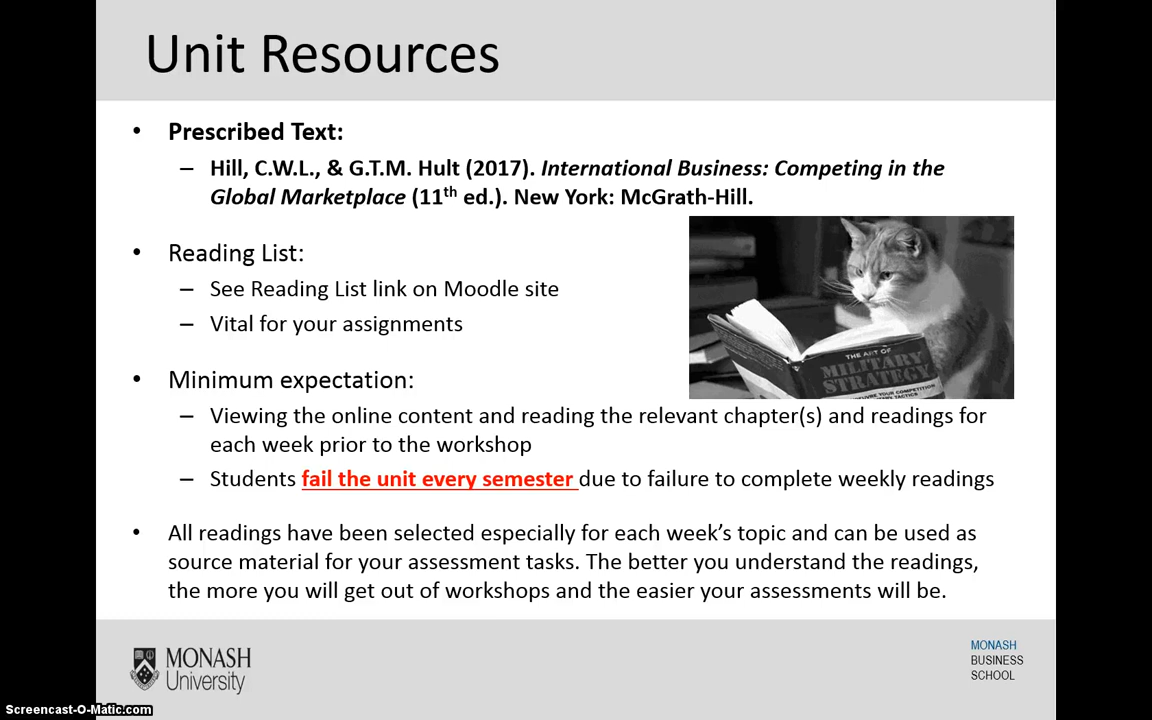 Unit Resources
• Prescribed Text:
– Hill, C.W.L., & G.T.M. Hult (2017). International Business: Competing in the
Global Marketplace (11th ed.). New York: McGrath-Hill.
• Reading List:
– See Reading List link on Moodle site
– Vital for your assignments
THE ART OF
MILITARY
STRATEGY
• Minimum expectation:
– Viewing the online content and reading the relevant chapter(s) and readings for
each week prior to the workshop
– Students fail the unit every semester due to failure to complete weekly readings
• All readings have been selected especially for each week’s topic and can be used as
source material for your assessment tasks. The better you understand the readings,
the more you will get out of workshops and the easier your assessments will be.
MONASH
University
MONASH
BUSINESS
SCHOOL
Screencast-O-Matic.com